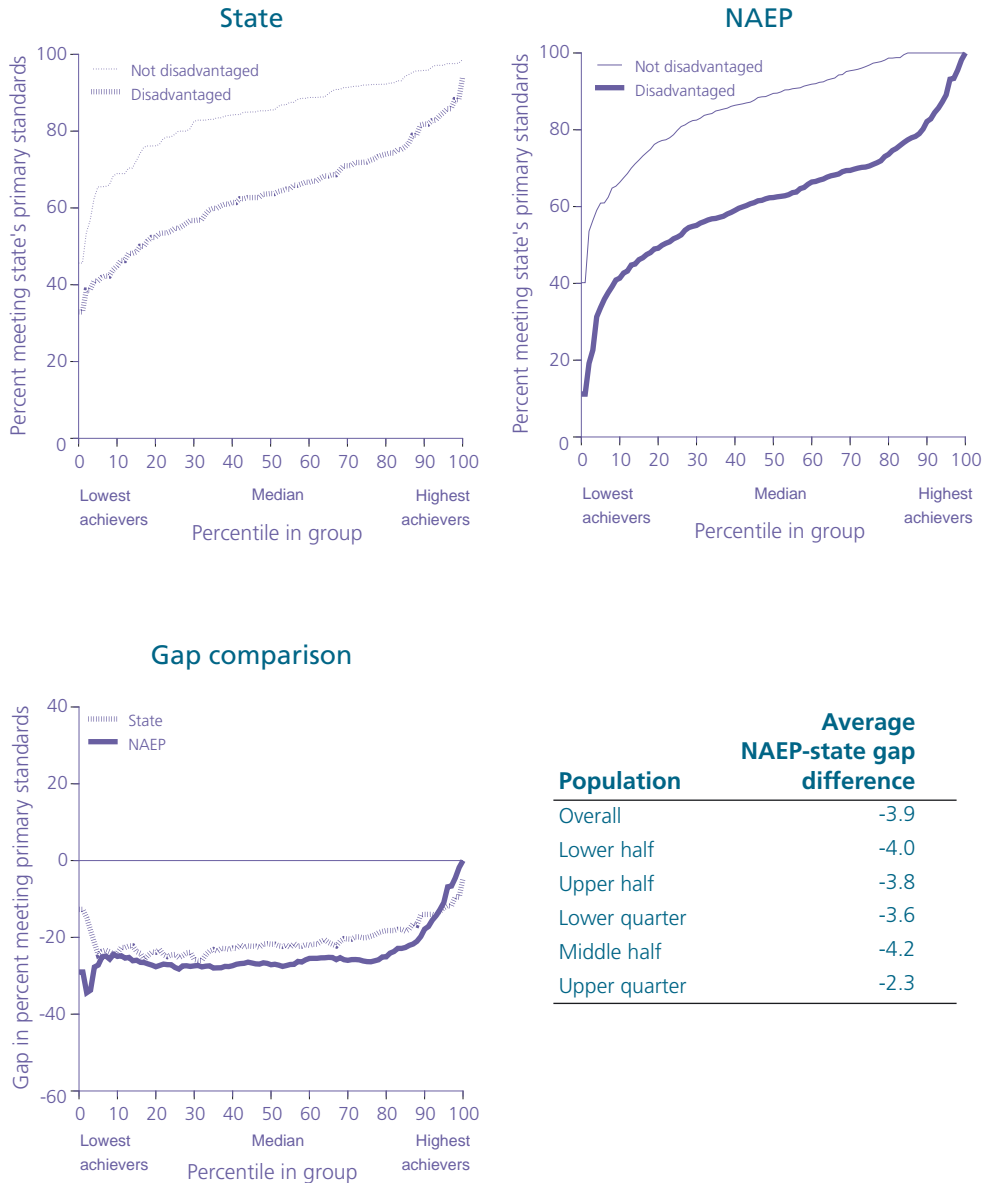 State
Percent meeting state's primary standards
100
80
60
40
20
0
Not disadvantaged
Disadvantaged
0 10 20 30 40 50 60 70 80 90 100
Lowest achievers
Median
Highest achievers
Percentile in group
NAEP
Percent meeting state's primary standards
100
80
60
40
20
0
Not disadvantaged
Disadvantaged
0 10 20 30 40 50 60 70 80 90 100
Lowest achievers
Median
Highest achievers
Percentile in group
Gap comparison
Gap in percent meeting primary standards
40
20
0
-20
-40
-60
State
NAEP
0 10 20 30 40 50 60 70 80 90 100
Lowest achievers
Median
Highest achievers
Percentile in group
Average
NAEP-state gap
Population difference
Overall -3.9
Lower half -4.0
Upper half -3.8
Lower quarter -3.6
Middle half -4.2
Upper quarter -2.3